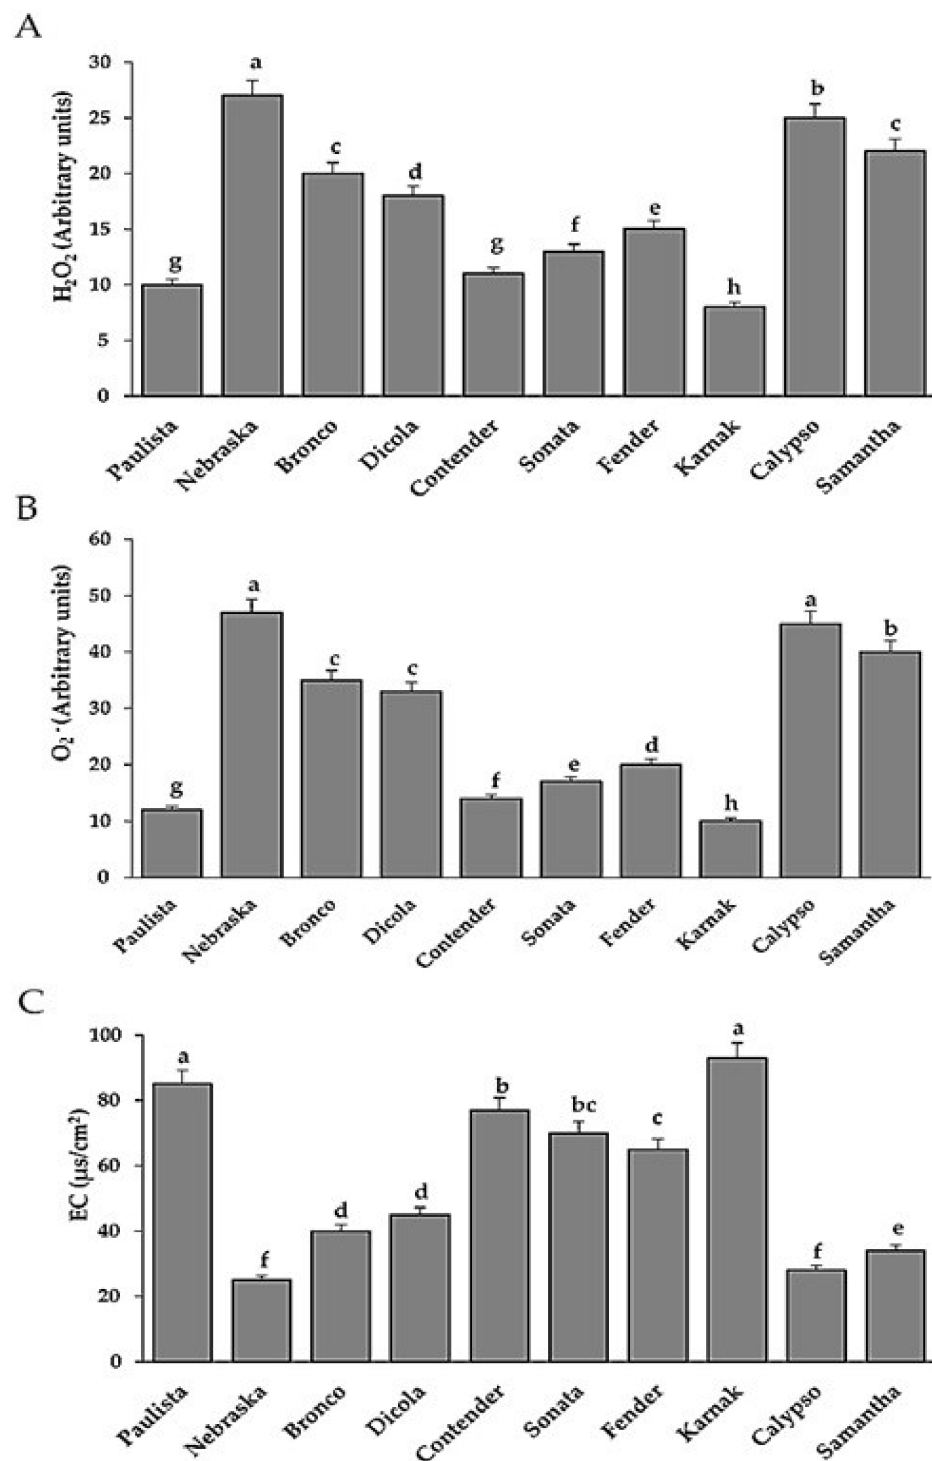 A
H₂O₂ (Arbitrary units)
30
25
20
15
10
5
0
g
a
c
d
g
f
e
h
b
c
Paulista
Nebraska
Bronco
Dicola
Contender
Sonata
Fender
Karnak
Calypso
Samantha
B
O₂·⁻ (Arbitrary units)
60
50
40
30
20
10
0
g
a
c
c
f
e
d
h
a
b
Paulista
Nebraska
Bronco
Dicola
Contender
Sonata
Fender
Karnak
Calypso
Samantha
C
EC (µs/cm²)
100
80
60
40
20
0
a
f
d
d
b
bc
c
a
f
e
Paulista
Nebraska
Bronco
Dicola
Contender
Sonata
Fender
Karnak
Calypso
Samantha